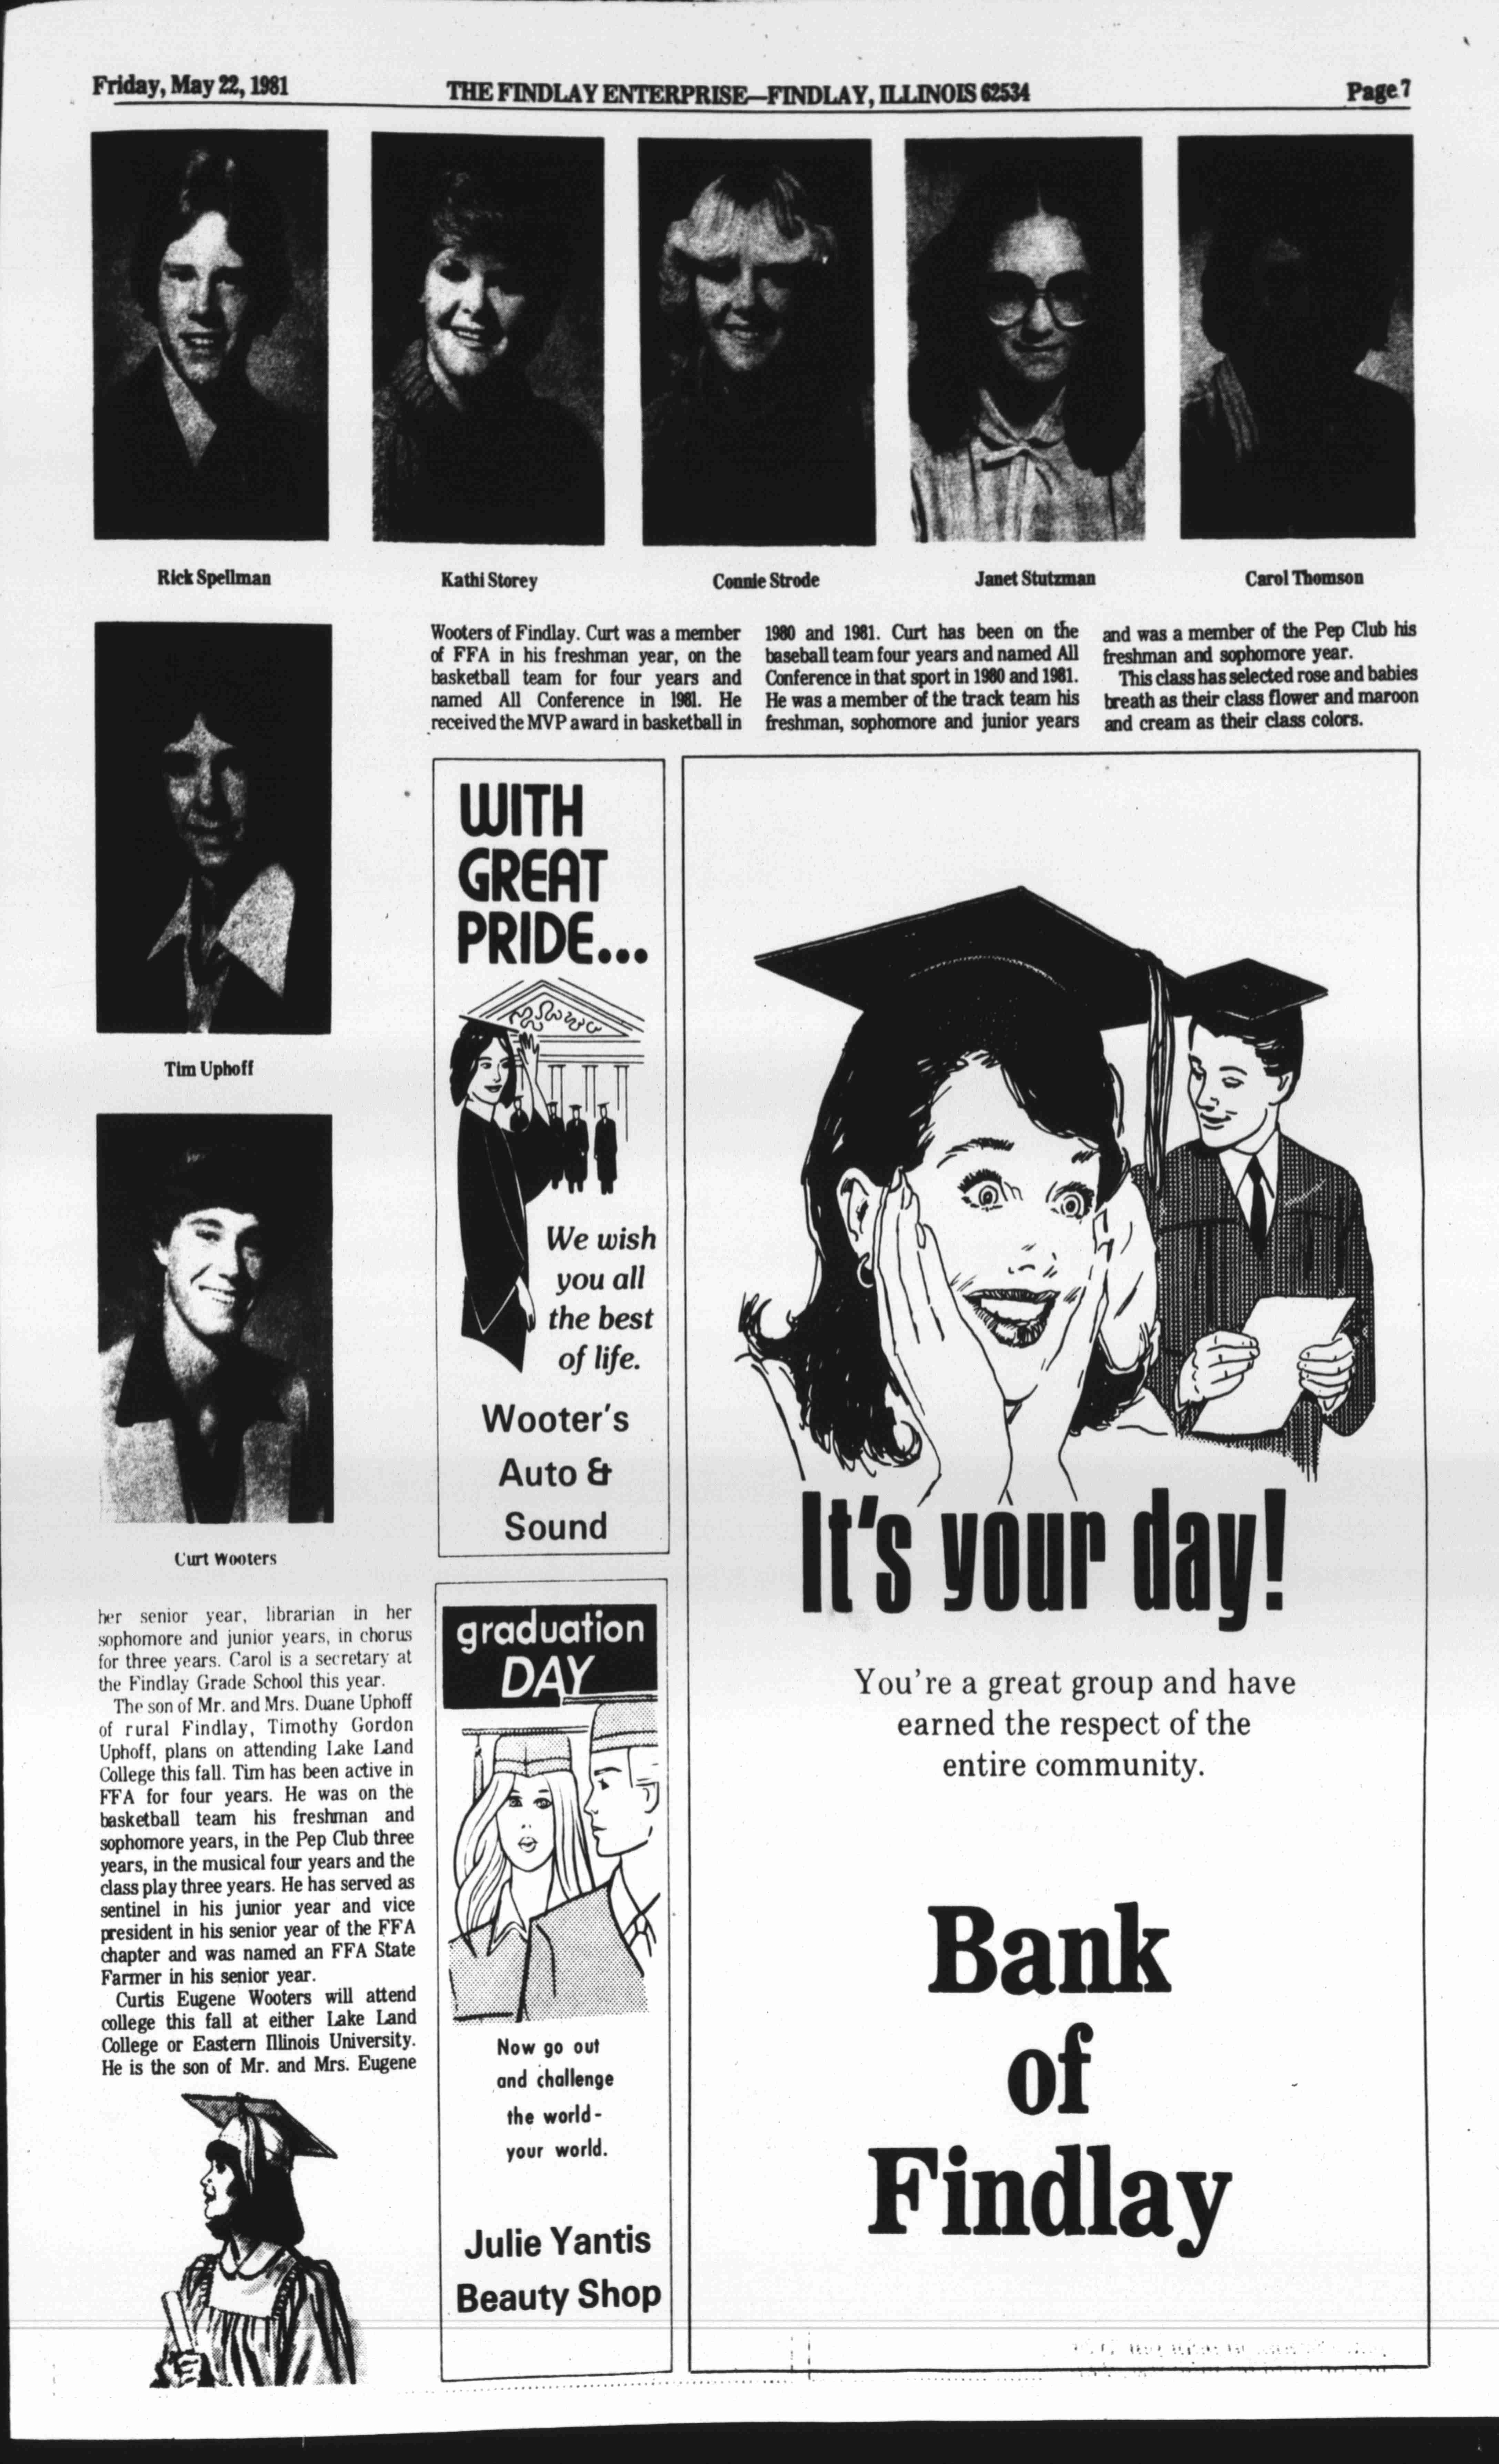 Friday, May 22, 1981
THE FINDLAY ENTERPRISE—FINDLAY, ILLINOIS 62534
Page 7
Rick Spellman
Kathi Storey
Connie Strode
Janet Stutzman
Carol Thomson
Tim Uphoff
Curt Wooters
her senior year, librarian in her
sophomore and junior years, in chorus
for three years. Carol is a secretary at
the Findlay Grade School this year.
The son of Mr. and Mrs. Duane Uphoff
of rural Findlay, Timothy Gordon
Uphoff, plans on attending Lake Land
College this fall. Tim has been active in
FFA for four years. He was on the
basketball team his freshman and
sophomore years, in the Pep Club three
years, in the musical four years and the
class play three years. He has served as
sentinel in his junior year and vice
president in his senior year of the FFA
chapter and was named an FFA State
Farmer in his senior year.
Curtis Eugene Wooters will attend
college this fall at either Lake Land
College or Eastern Illinois University.
He is the son of Mr. and Mrs. Eugene
Wooters of Findlay. Curt was a member
of FFA in his freshman year, on the
basketball team for four years and
named All Conference in 1981. He
received the MVP award in basketball in
1980 and 1981. Curt has been on the
baseball team four years and named All
Conference in that sport in 1980 and 1981.
He was a member of the track team his
freshman, sophomore and junior years
and was a member of the Pep Club his
freshman and sophomore year.
This class has selected rose and babies
breath as their class flower and maroon
and cream as their class colors.
WITH
GREAT
PRIDE...
We wish
you all
the best
of life.
Wooter's
Auto &
Sound
graduation
DAY
Now go out
and challenge
the world-
your world.
Julie Yantis
Beauty Shop
It's your day!
You're a great group and have
earned the respect of the
entire community.
Bank
of
Findlay